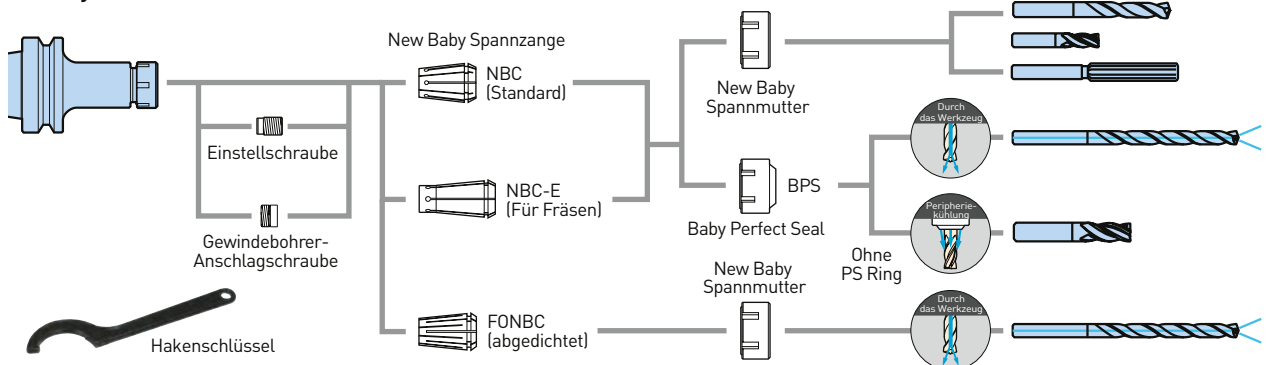 New Baby Spannzange
NBC
(Standard)
Einstellschraube
NBC-E
(Für Fräsen)
Gewindebohrer-
Anschlagschraube
Hakenschlüssel
FONBC
(abgedichtet)
New Baby
Spannmutter
BPS
Baby Perfect Seal
New Baby
Spannmutter
Durch
das Werkzeug
Peripherie-
kühlung
Ohne
PS Ring
Durch
das Werkzeug